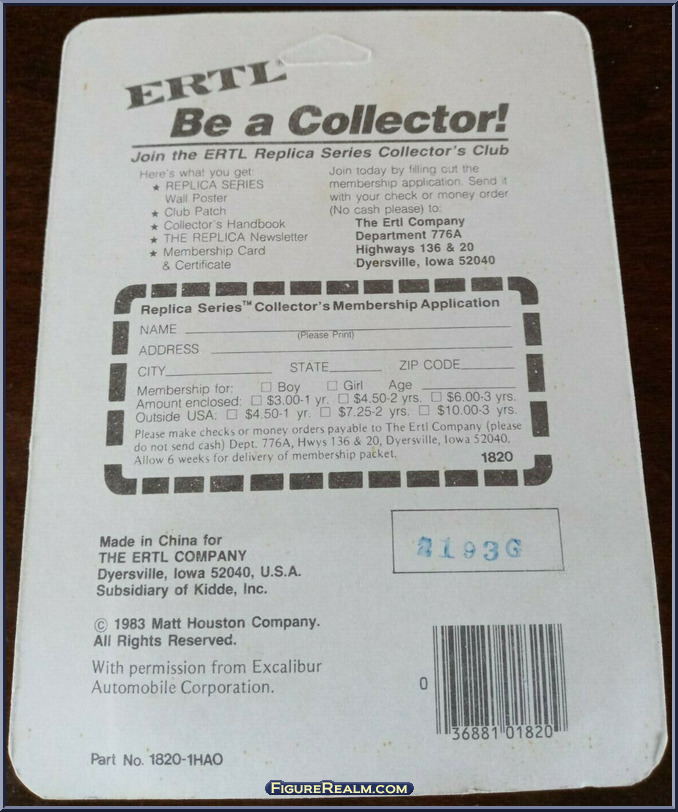 ERTL
Be a Collector!
Join the ERTL Replica Series Collector's Club
Here's what you get:
★ REPLICA SERIES
Wall Poster
★ Club Patch
★ Collector's Handbook
★ THE REPLICA Newsletter
★ Membership Card
& Certificate
Join today by filling out the
membership application. Send it
with your check or money order
(No cash please) to:
The Ertl Company
Department 776A
Highways 136 & 20
Dyersville, Iowa 52040
Replica Series™ Collector's Membership Application
NAME
(Please Print)
ADDRESS
CITY STATE ZIP CODE
Membership for: □ Boy □ Girl Age
Amount enclosed: □ $3.00-1 yr. □ $4.50-2 yrs. □ $6.00-3 yrs.
Outside USA: □ $4.50-1 yr. □ $7.25-2 yrs. □ $10.00-3 yrs.
Please make checks or money orders payable to The Ertl Company (please
do not send cash) Dept. 776A, Hwys 136 & 20, Dyersville, Iowa 52040.
Allow 6 weeks for delivery of membership packet.
1820
Made in China for
THE ERTL COMPANY
Dyersville, Iowa 52040, U.S.A.
Subsidiary of Kidde, Inc.
© 1983 Matt Houston Company.
All Rights Reserved.
With permission from Excalibur
Automobile Corporation.
Part No. 1820-1HAO
0 36881 01820
FIGUREREALM.COM